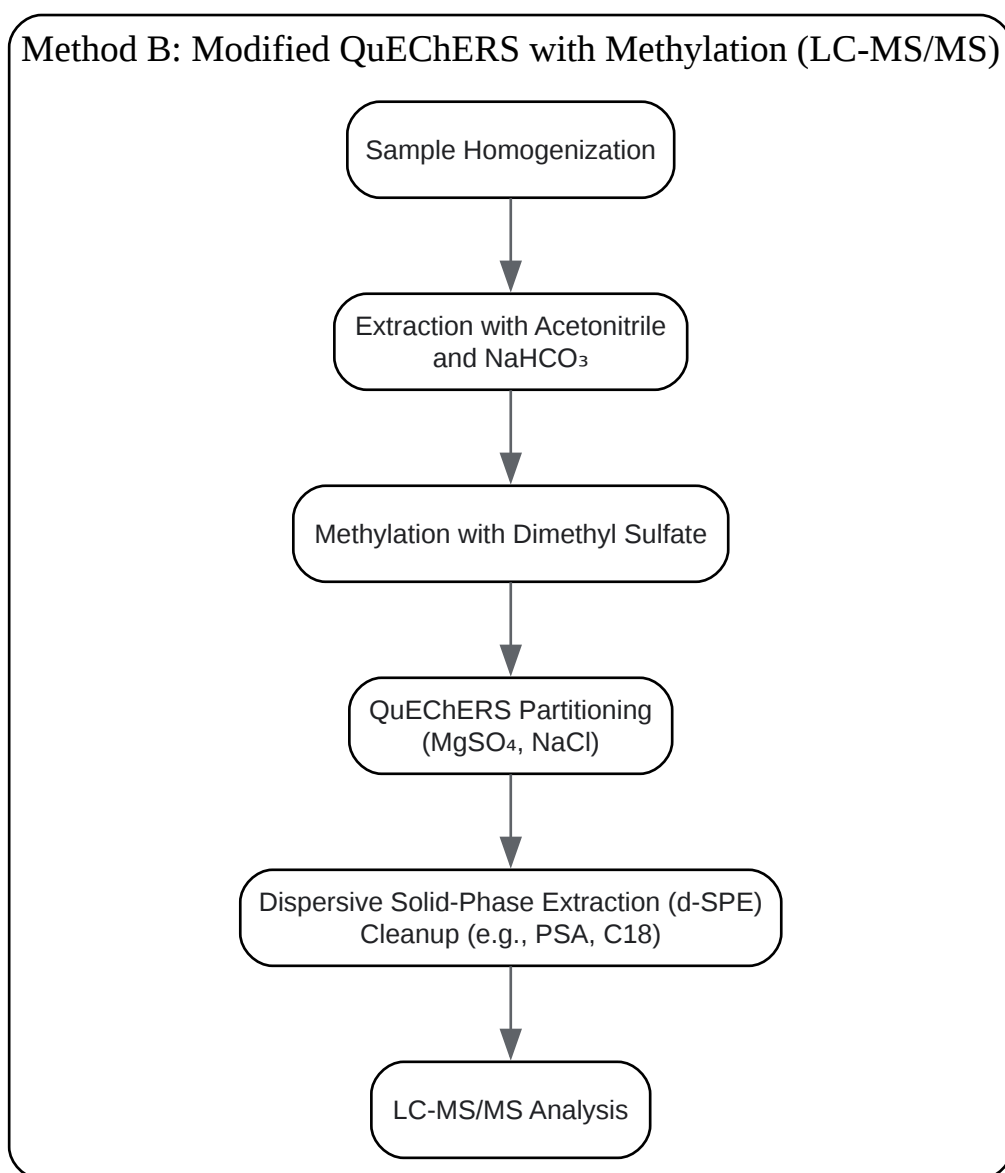 Method B: Modified QuEChERS with Methylation (LC-MS/MS)
Sample Homogenization
Extraction with Acetonitrile
and NaHCO₃
Methylation with Dimethyl Sulfate
QuEChERS Partitioning
(MgSO₄, NaCl)
Dispersive Solid-Phase Extraction (d-SPE)
Cleanup (e.g., PSA, C18)
LC-MS/MS Analysis